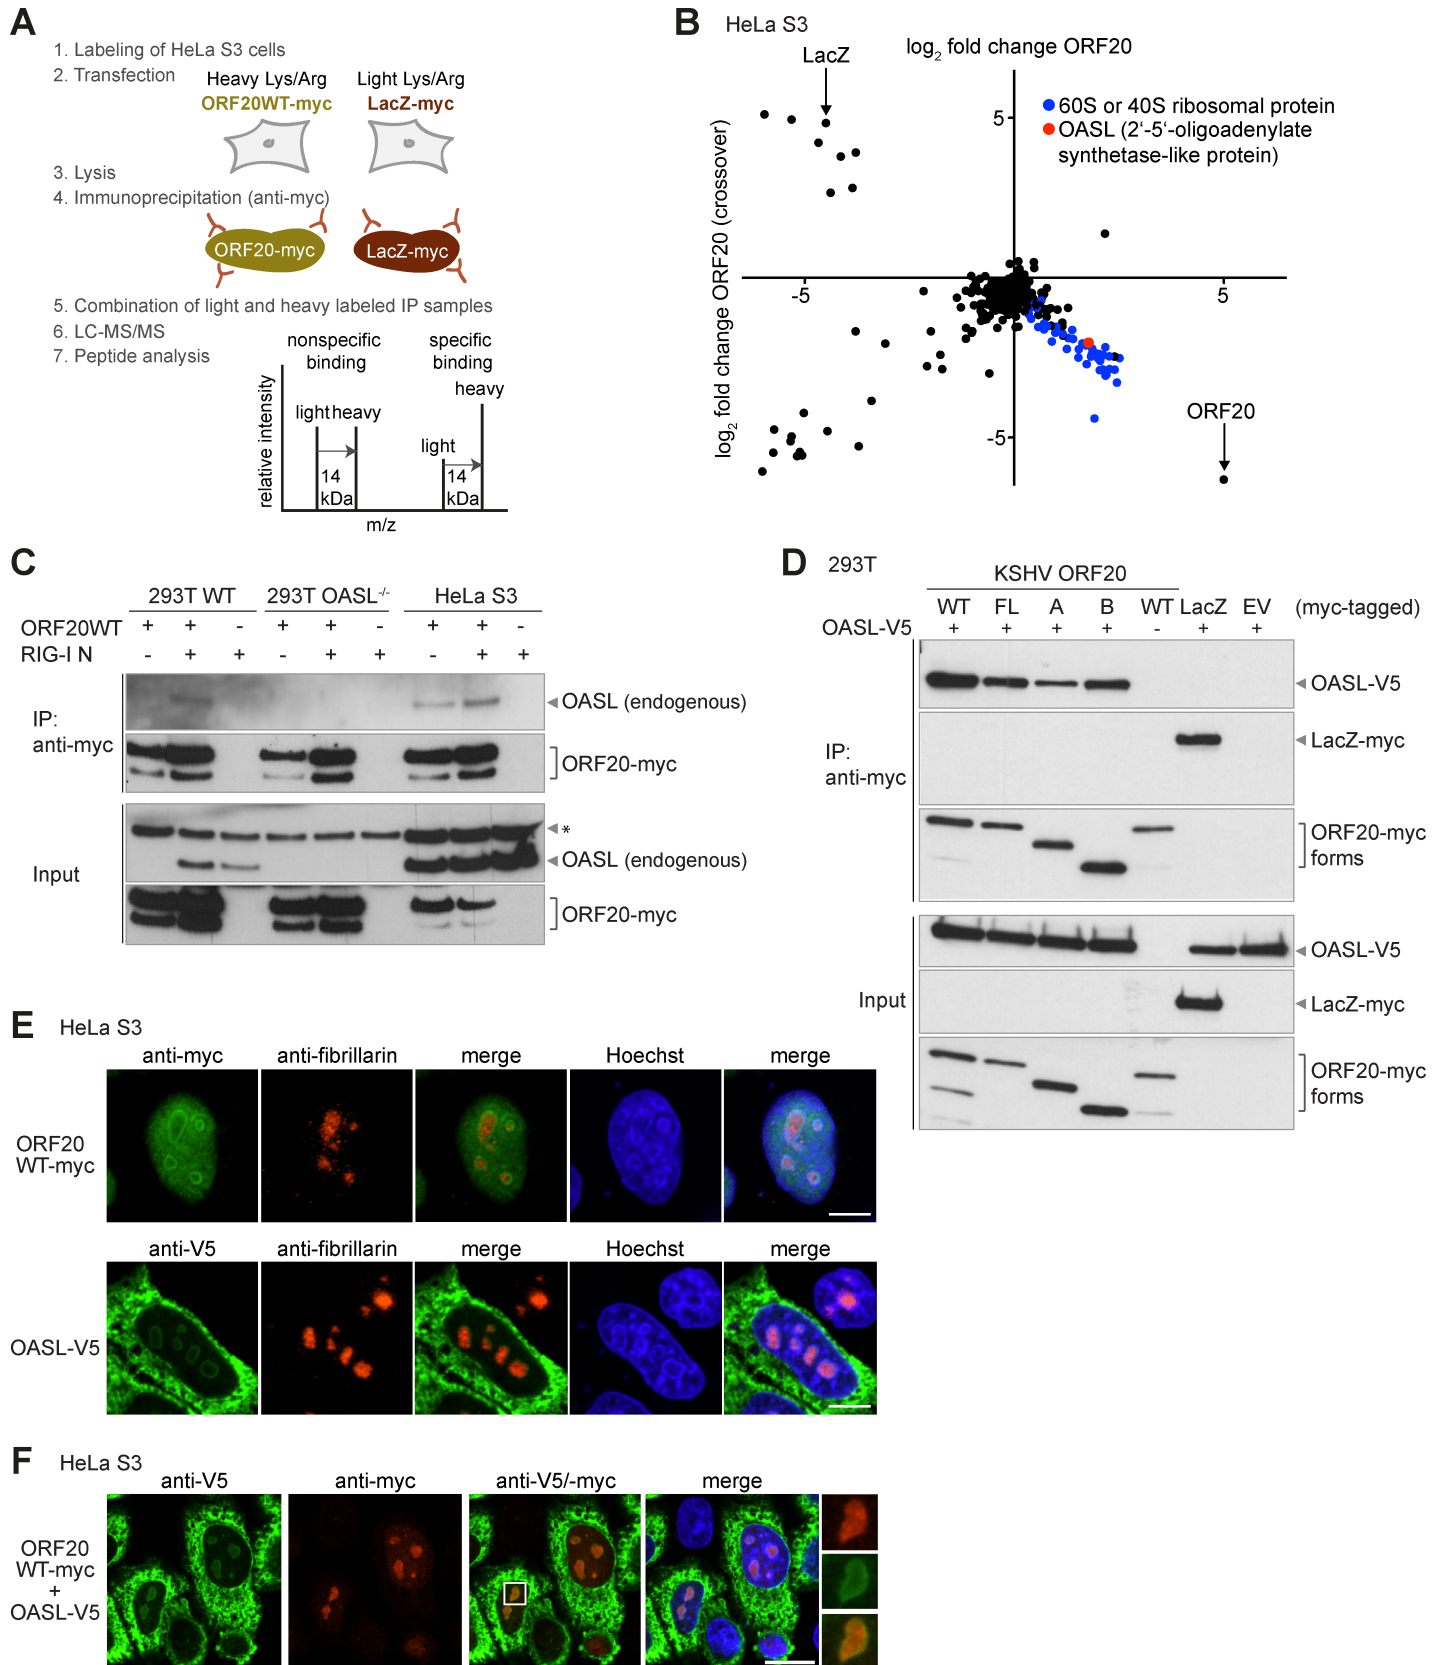 A
1. Labeling of HeLa S3 cells
2. Transfection
Heavy Lys/Arg
Light Lys/Arg
ORF20WT-myc
LacZ-myc
3. Lysis
4. Immunoprecipitation (anti-myc)
ORF20-myc
LacZ-myc
5. Combination of light and heavy labeled IP samples
6. LC-MS/MS
7. Peptide analysis
nonspecific
binding
specific
binding
relative intensity
light heavy
14
kDa
light
heavy
14
kDa
m/z
B
HeLa S3
log2 fold change ORF20
LacZ
log2 fold change ORF20 (crossover)
60S or 40S ribosomal protein
OASL (2‘-5‘-oligoadenylate
synthetase-like protein)
5
-5
5
-5
ORF20
C
293T WT
293T OASL-/-
HeLa S3
ORF20WT + + - + + - + + -
RIG-I N - + + - + + - + +
IP:
anti-myc
OASL (endogenous)
ORF20-myc
Input
*
OASL (endogenous)
ORF20-myc
D
293T
KSHV ORF20
WT FL A B WT LacZ EV (myc-tagged)
OASL-V5 + + + + - + +
IP:
anti-myc
OASL-V5
LacZ-myc
ORF20-myc
forms
Input
OASL-V5
LacZ-myc
ORF20-myc
forms
E
HeLa S3
anti-myc anti-fibrillarin merge Hoechst merge
ORF20
WT-myc
anti-V5 anti-fibrillarin merge Hoechst merge
OASL-V5
F
HeLa S3
anti-V5 anti-myc anti-V5/-myc merge
ORF20
WT-myc
+
OASL-V5